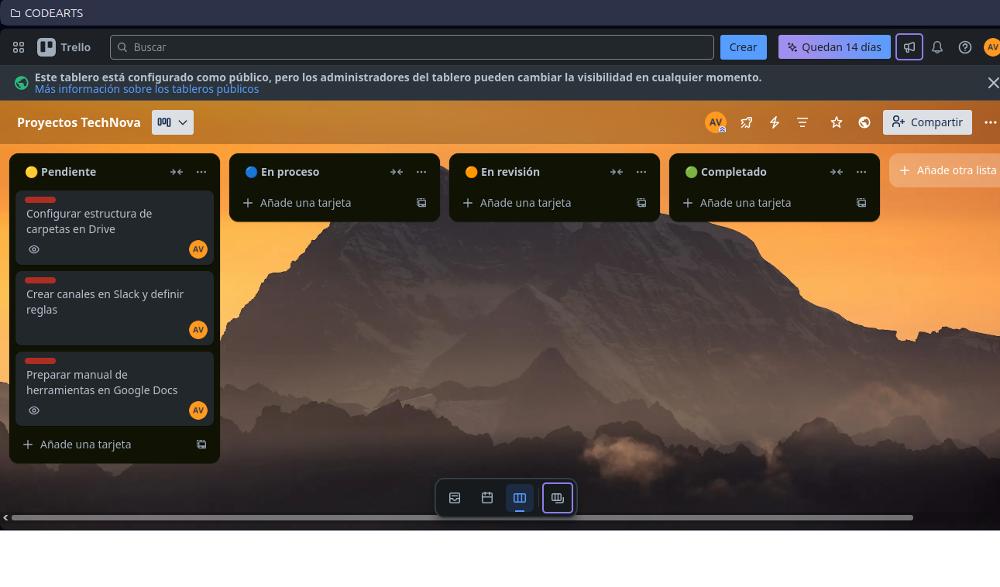 CODEARTS
Trello
Buscar
Crear
Quedan 14 días
AV
Este tablero está configurado como público, pero los administradores del tablero pueden cambiar la visibilidad en cualquier momento.
Más información sobre los tableros públicos
Proyectos TechNova
AV
Compartir
Pendiente
En proceso
En revisión
Completado
Añade otra lista
Configurar estructura de
carpetas en Drive
AV
Crear canales en Slack y definir
reglas
AV
Preparar manual de
herramientas en Google Docs
AV
Añade una tarjeta
Añade una tarjeta
Añade una tarjeta
Añade una tarjeta